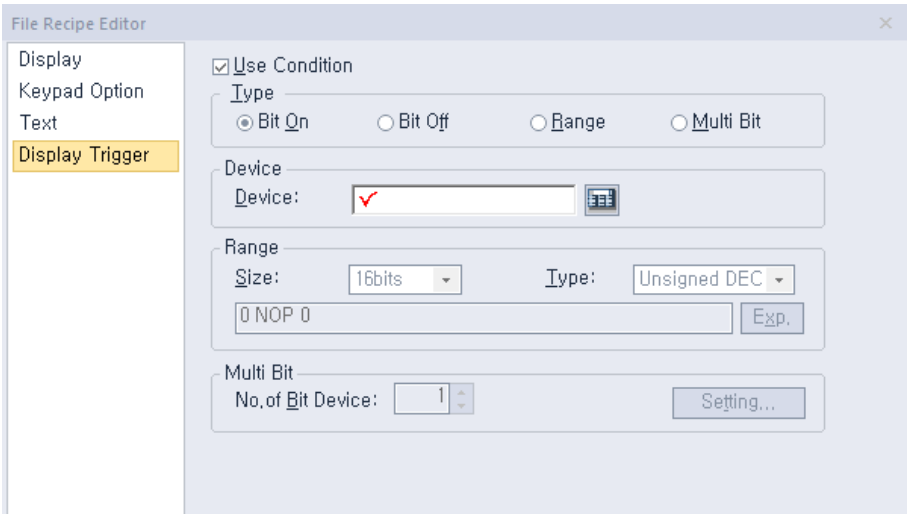 File Recipe Editor
Display
Keypad Option
Text
Display Trigger
Use Condition
Type
Bit On Bit Off Range Multi Bit
Device
Device:
Range
Size: 16bits Type: Unsigned DEC
0 NOP 0
Exp.
Multi Bit
No.of Bit Device: 1 Setting...